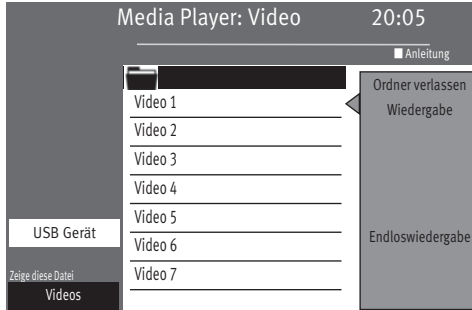 Media Player: Video 20:05
Anleitung
Ordner verlassen
Wiedergabe
Endloswiedergabe
Video 1
Video 2
Video 3
Video 4
Video 5
Video 6
Video 7
USB Gerät
Zeige diese Datei
Videos